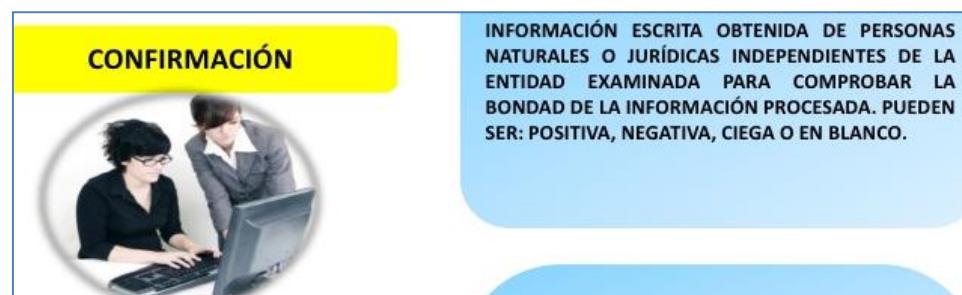 CONFIRMACIÓN
INFORMACIÓN ESCRITA OBTENIDA DE PERSONAS
NATURALES O JURÍDICAS INDEPENDIENTES DE LA
ENTIDAD EXAMINADA PARA COMPROBAR LA
BONDAD DE LA INFORMACIÓN PROCESADA. PUEDEN
SER: POSITIVA, NEGATIVA, CIEGA O EN BLANCO.